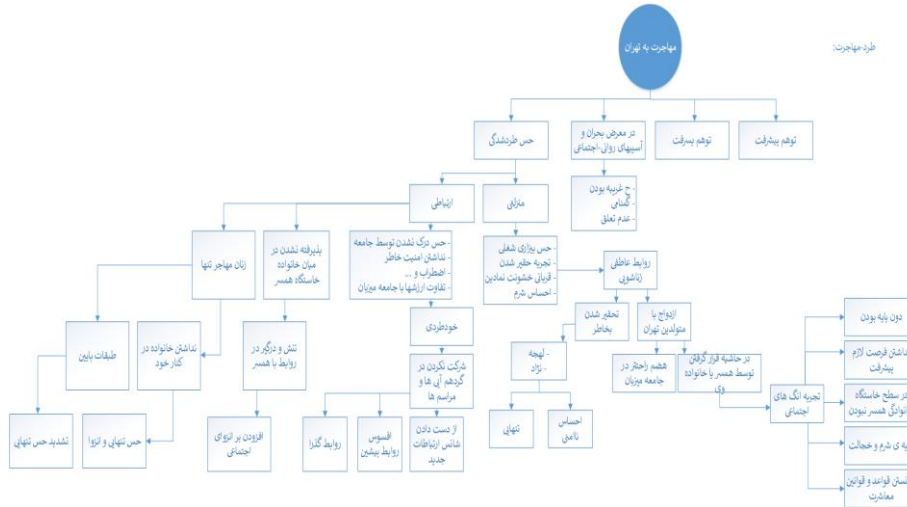 طرد-مهاجرت:
مهاجرت به تهران
توهم پیشرفت
توهم پسرفت
در معرض بحران و
آسیبهای روانی-اجتماعی
حس طردشدگی
- ح غریبه بودن
- گمنامی
- عدم تعلق
ارتباطی
- حس بیزاری شغلی
- تجربه حقیر شدن
- قربانی خشونت نمادین
- احساس شرم
روابط عاطفی
زناشویی
ازدواج با
متولدین تهران
تحقیر شدن
بخاطر
- لهجه
- نژاد
احساس
ناامنی
تنهایی
هضم راحتتر در
جامعه میزبان
در حاشیه قرار گرفتن
توسط همسر یا خانواده
وی
تجربه انگ های
اجتماعی
دون پایه بودن
نداشتن فرصت لازم
پیشرفت
در سطح خاستگاه
خانوادگی همسر نبودن
ی شرم و خجالت
قواعد و قوانین
معاشرت
- حس درک نشدن توسط جامعه
- نداشتن امنیت خاطر
- اضطراب و ...
- تفاوت ارزشها با جامعه میزبان
خودطردی
شرکت نکردن در
گردهم آیی ها و
مراسم ها
از دست دادن
شانس ارتباطات
جدید
افسوس
روابط پیشین
روابط گذرا
پذیرفته نشدن در
میان خانواده
خاستگاه همسر
تنش و درگیر در
روابط با همسر
افزودن بر انزوای
اجتماعی
زنان مهاجر تنها
نداشتن خانواده در
کنار خود
حس تنهایی و انزوا
طبقات پایین
تشدید حس تنهایی